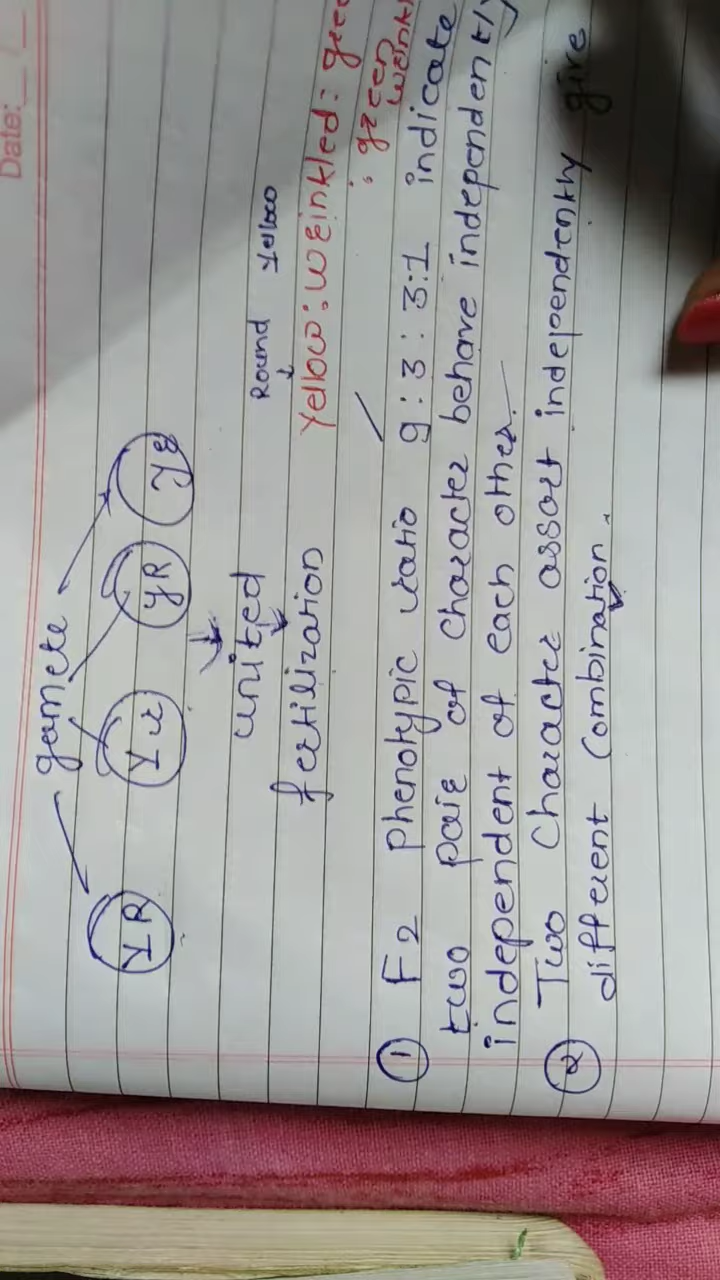 Date:
gamete
YR Yr yR yr
united
fertilization
Round Yellow
Yellow: wrinkled: gree
: green
wrinkl
① F2 phenotypic ratio 9:3:3:1 indicate
two pair of character behave independently
independent of each other.
② Two character assort independently give
different combination.